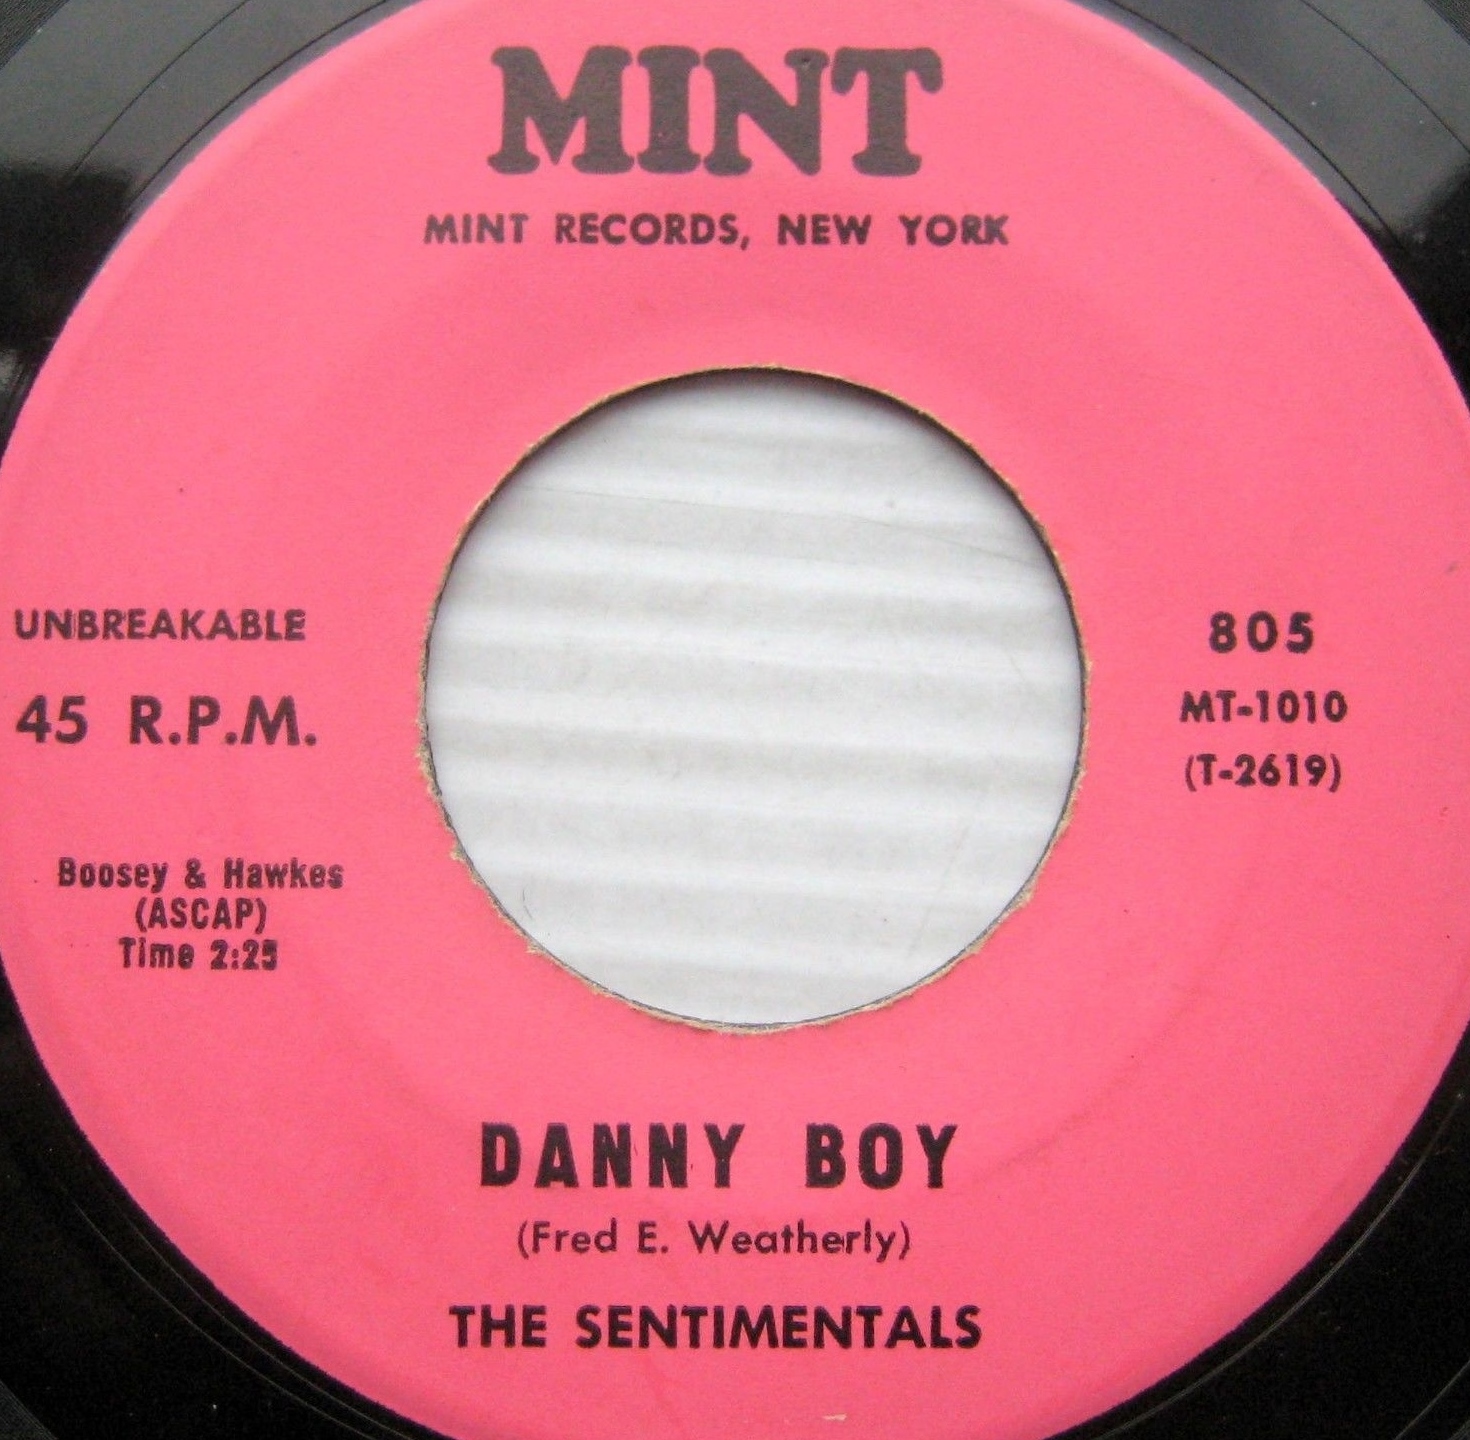 MINT
MINT RECORDS, NEW YORK
UNBREAKABLE
45 R.P.M.
805
MT-1010
(T-2619)
Boosey & Hawkes
(ASCAP)
Time 2:25
DANNY BOY
(Fred E. Weatherly)
THE SENTIMENTALS